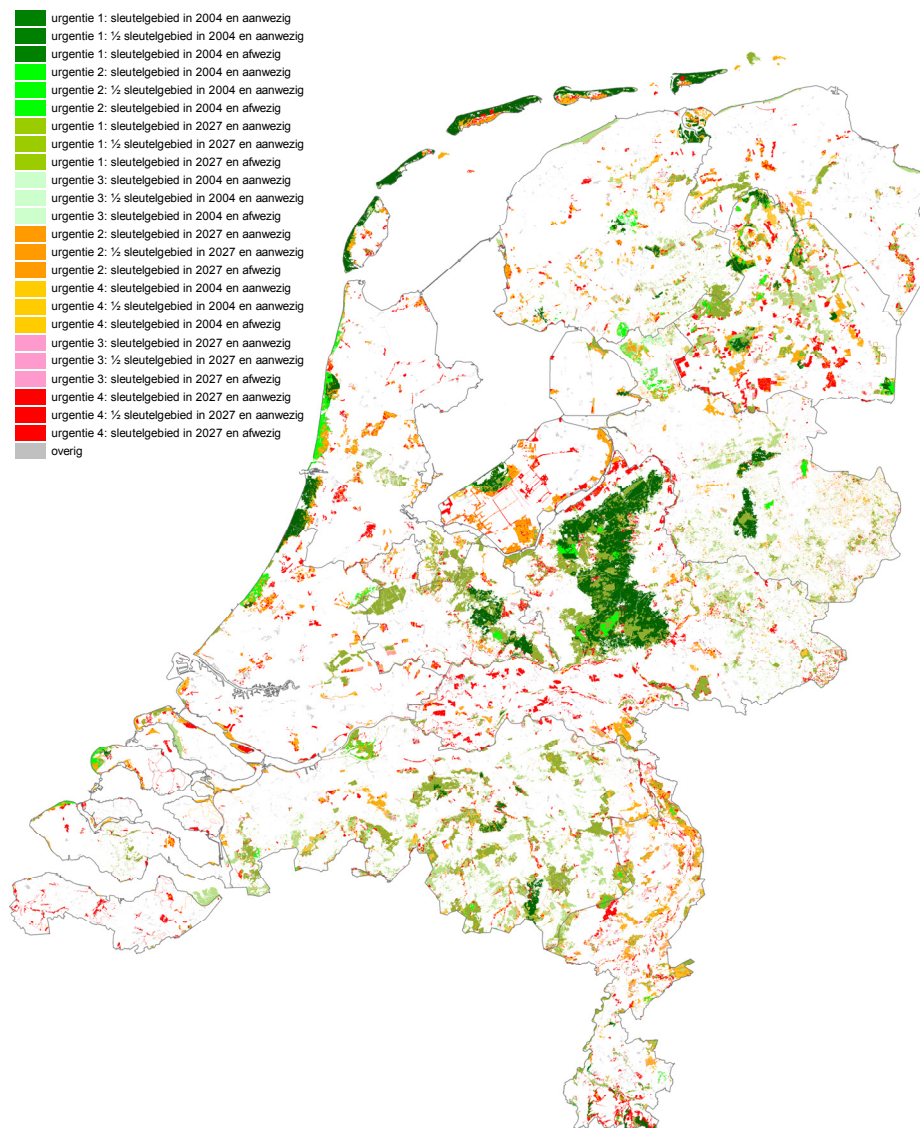 urgentie 1: sleutelgebied in 2004 en aanwezig
urgentie 1: ½ sleutelgebied in 2004 en aanwezig
urgentie 1: sleutelgebied in 2004 en afwezig
urgentie 2: sleutelgebied in 2004 en aanwezig
urgentie 2: ½ sleutelgebied in 2004 en aanwezig
urgentie 2: sleutelgebied in 2004 en afwezig
urgentie 1: sleutelgebied in 2027 en aanwezig
urgentie 1: ½ sleutelgebied in 2027 en aanwezig
urgentie 1: sleutelgebied in 2027 en afwezig
urgentie 3: sleutelgebied in 2004 en aanwezig
urgentie 3: ½ sleutelgebied in 2004 en aanwezig
urgentie 3: sleutelgebied in 2004 en afwezig
urgentie 2: sleutelgebied in 2027 en aanwezig
urgentie 2: ½ sleutelgebied in 2027 en aanwezig
urgentie 2: sleutelgebied in 2027 en afwezig
urgentie 4: sleutelgebied in 2004 en aanwezig
urgentie 4: ½ sleutelgebied in 2004 en aanwezig
urgentie 4: sleutelgebied in 2004 en afwezig
urgentie 3: sleutelgebied in 2027 en aanwezig
urgentie 3: ½ sleutelgebied in 2027 en aanwezig
urgentie 3: sleutelgebied in 2027 en afwezig
urgentie 4: sleutelgebied in 2027 en aanwezig
urgentie 4: ½ sleutelgebied in 2027 en aanwezig
urgentie 4: sleutelgebied in 2027 en afwezig
overig